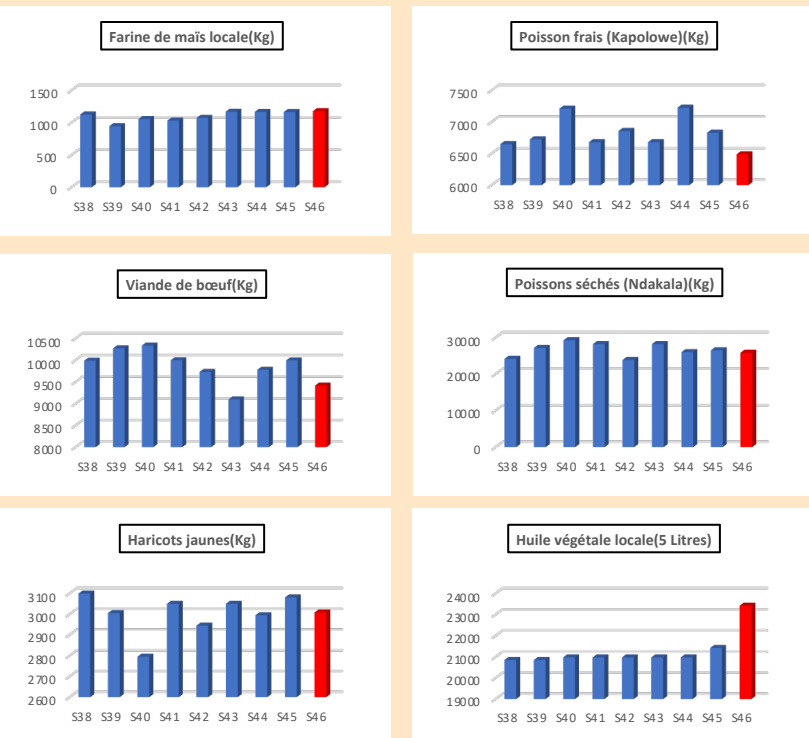 Farine de maïs locale(Kg)
1500
1000
500
0
S38 S39 S40 S41 S42 S43 S44 S45 S46
Poisson frais (Kapolowe)(Kg)
7500
7000
6500
6000
S38 S39 S40 S41 S42 S43 S44 S45 S46
Viande de bœuf(Kg)
10500
10000
9500
9000
8500
8000
S38 S39 S40 S41 S42 S43 S44 S45 S46
Poissons séchés (Ndakala)(Kg)
30000
20000
10000
0
S38 S39 S40 S41 S42 S43 S44 S45 S46
Haricots jaunes(Kg)
3100
3000
2900
2800
2700
2600
S38 S39 S40 S41 S42 S43 S44 S45 S46
Huile végétale locale(5 Litres)
24000
23000
22000
21000
20000
19000
S38 S39 S40 S41 S42 S43 S44 S45 S46